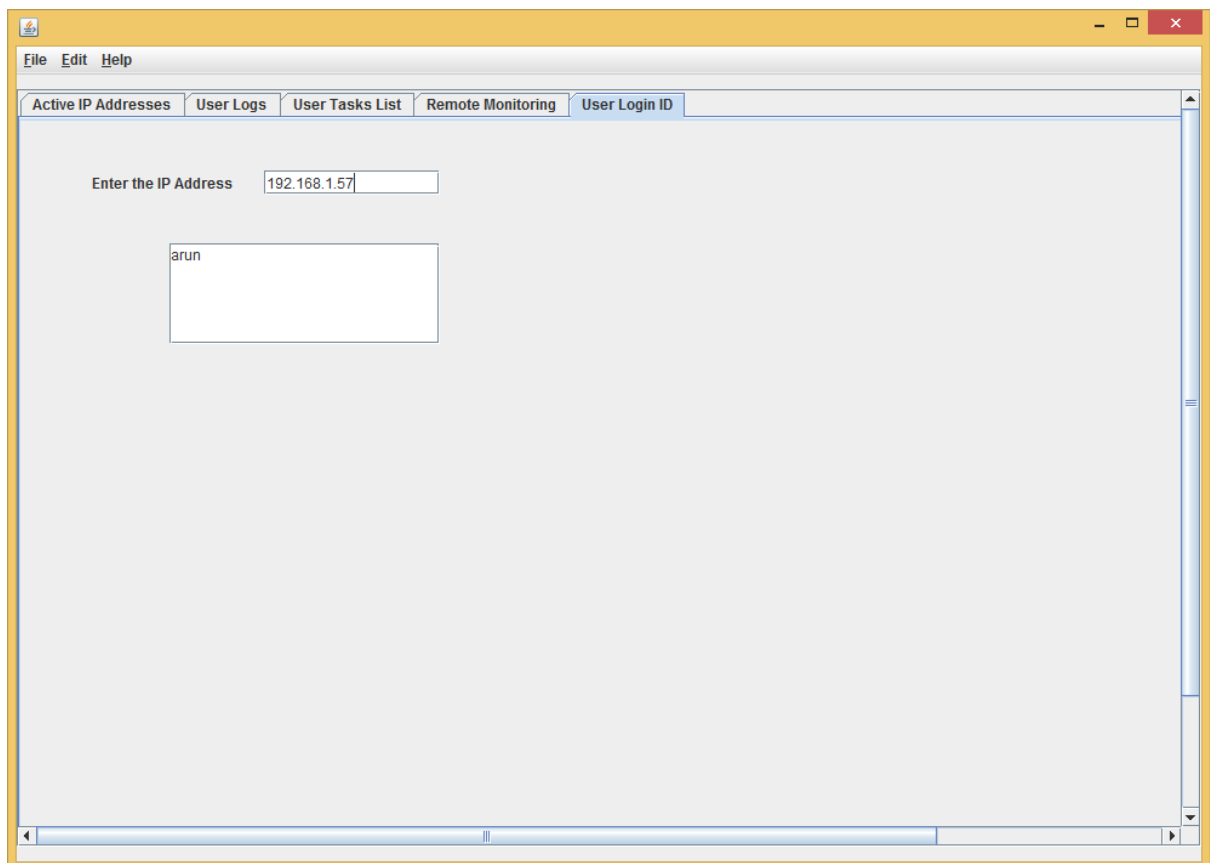 File Edit Help
Active IP Addresses User Logs User Tasks List Remote Monitoring User Login ID
Enter the IP Address 192.168.1.57
arun